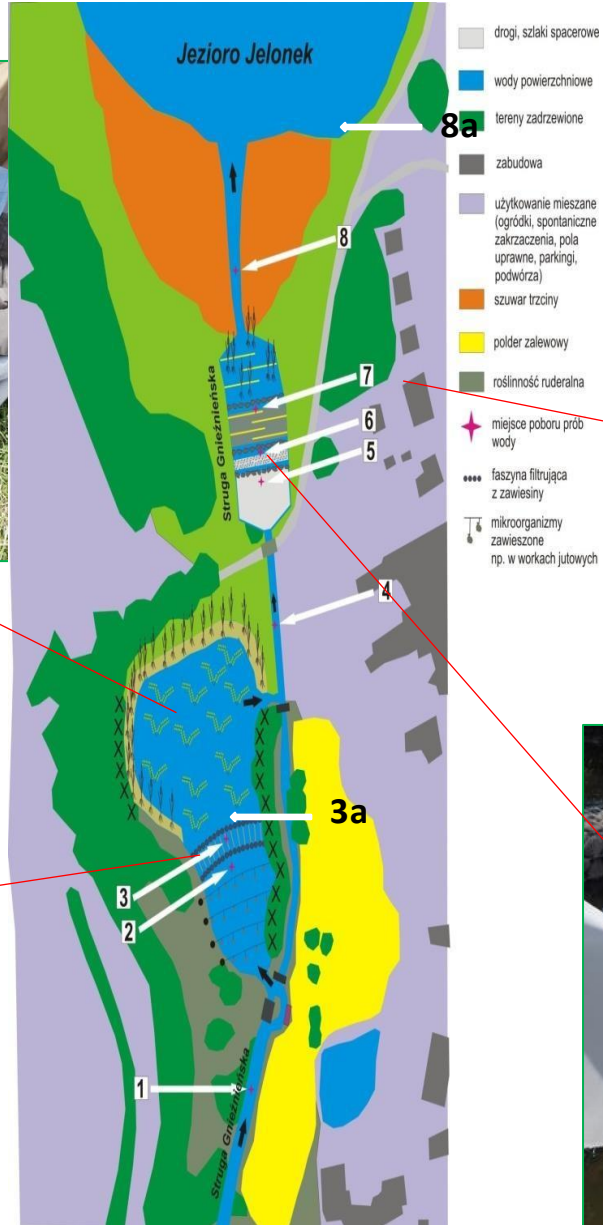 Jezioro Jelonek
8a
8
7
6
5
Struga Gnieźnieńska
4
3a
3
2
1
Struga Gnieźnieńska
drogi, szlaki spacerowe
wody powierzchniowe
tereny zadrzewione
zabudowa
użytkowanie mieszane
(ogródki, spontaniczne
zakrzaczenia, pola
uprawne, parkingi,
podwórza)
szuwar trzciny
polder zalewowy
roślinność ruderalna
miejsce poboru prób
wody
faszyna filtrująca
z zawiesiny
mikroorganizmy
zawieszone
np. w workach jutowych